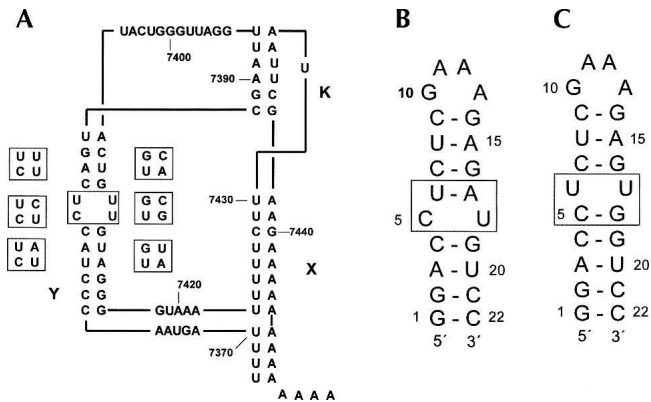 A
UACUGGGUUAGG
7400
U A
U A
7390
A U
A U
G C
C G
U
K
U A
G C
A U
C G
U U
C U
U U
C U
U C
C U
U A
C U
G C
U A
G C
U G
G U
U A
C G
A U
U A
C G
C G
C G
Y
7420
GUAAA
AAUGA
7430
U A
U A
C G
7440
U A
U A
U A
U A
U A
X
7370
U A
U A
U A
U A
A A A A
B
A A
G A
10
C - G
U - A
15
C - G
U - A
C U
5
C - G
A - U
20
G - C
G - C
1
22
5´ 3´
C
A A
G A
10
C - G
U - A
15
C - G
U U
C - G
5
C - G
A - U
20
G - C
G - C
1
22
5´ 3´